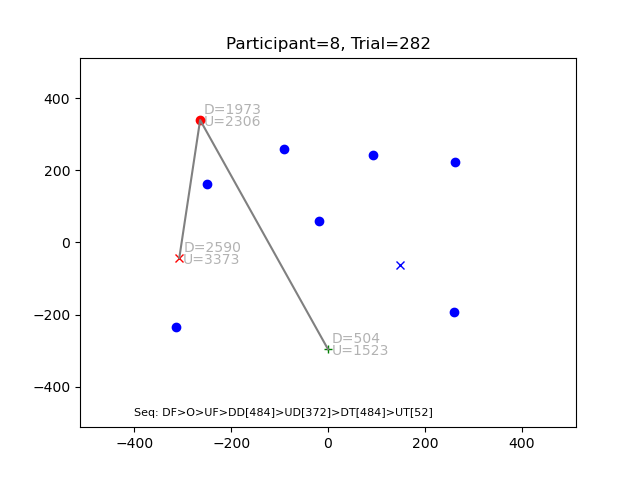 Participant=8, Trial=282
400
200
0
−200
−400
D=1973
U=2306
D=2590
U=3373
D=504
U=1523
Seq: DF>O>UF>DD[484]>UD[372]>DT[484]>UT[52]
−400 −200 0 200 400